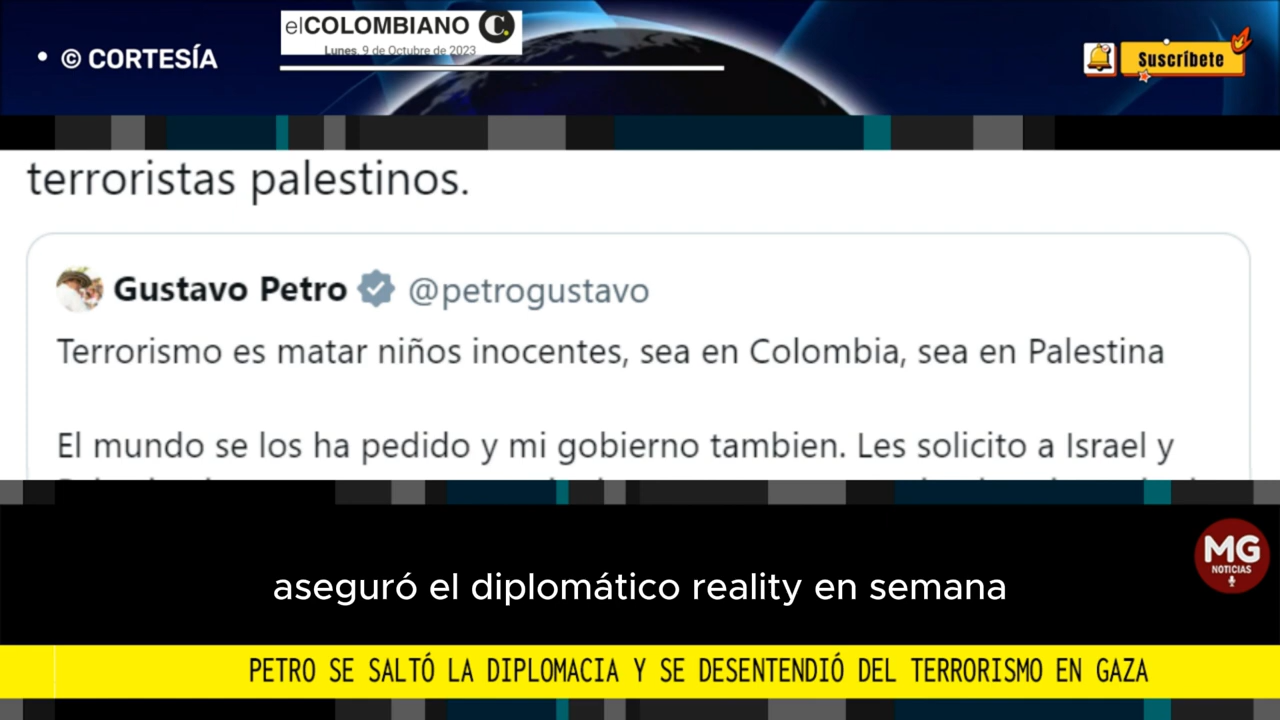 • © CORTESÍA
elCOLOMBIANO C.
Lunes, 9 de Octubre de 2023
Suscríbete
terroristas palestinos.
Gustavo Petro @petrogustavo
Terrorismo es matar niños inocentes, sea en Colombia, sea en Palestina
El mundo se los ha pedido y mi gobierno tambien. Les solicito a Israel y
MG
NOTICIAS
aseguró el diplomático reality en semana
PETRO SE SALTÓ LA DIPLOMACIA Y SE DESENTENDIÓ DEL TERRORISMO EN GAZA